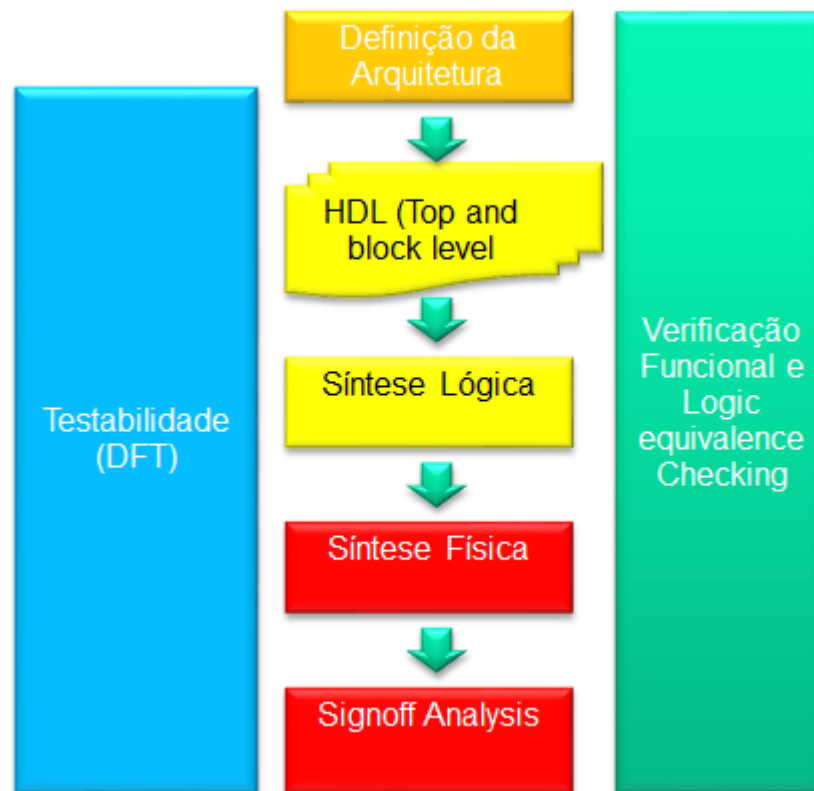 Definição da
Arquitetura
HDL (Top and
block level
Síntese Lógica
Síntese Física
Signoff Analysis
Testabilidade
(DFT)
Verificação
Funcional e
Logic
equivalence
Checking